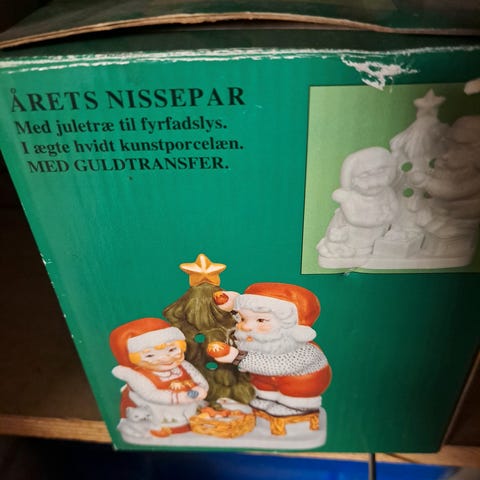 ÅRETS NISSEPAR
Med juletræ til fyrfadslys.
I ægte hvidt kunstporcelæn.
MED GULDTRANSFER.